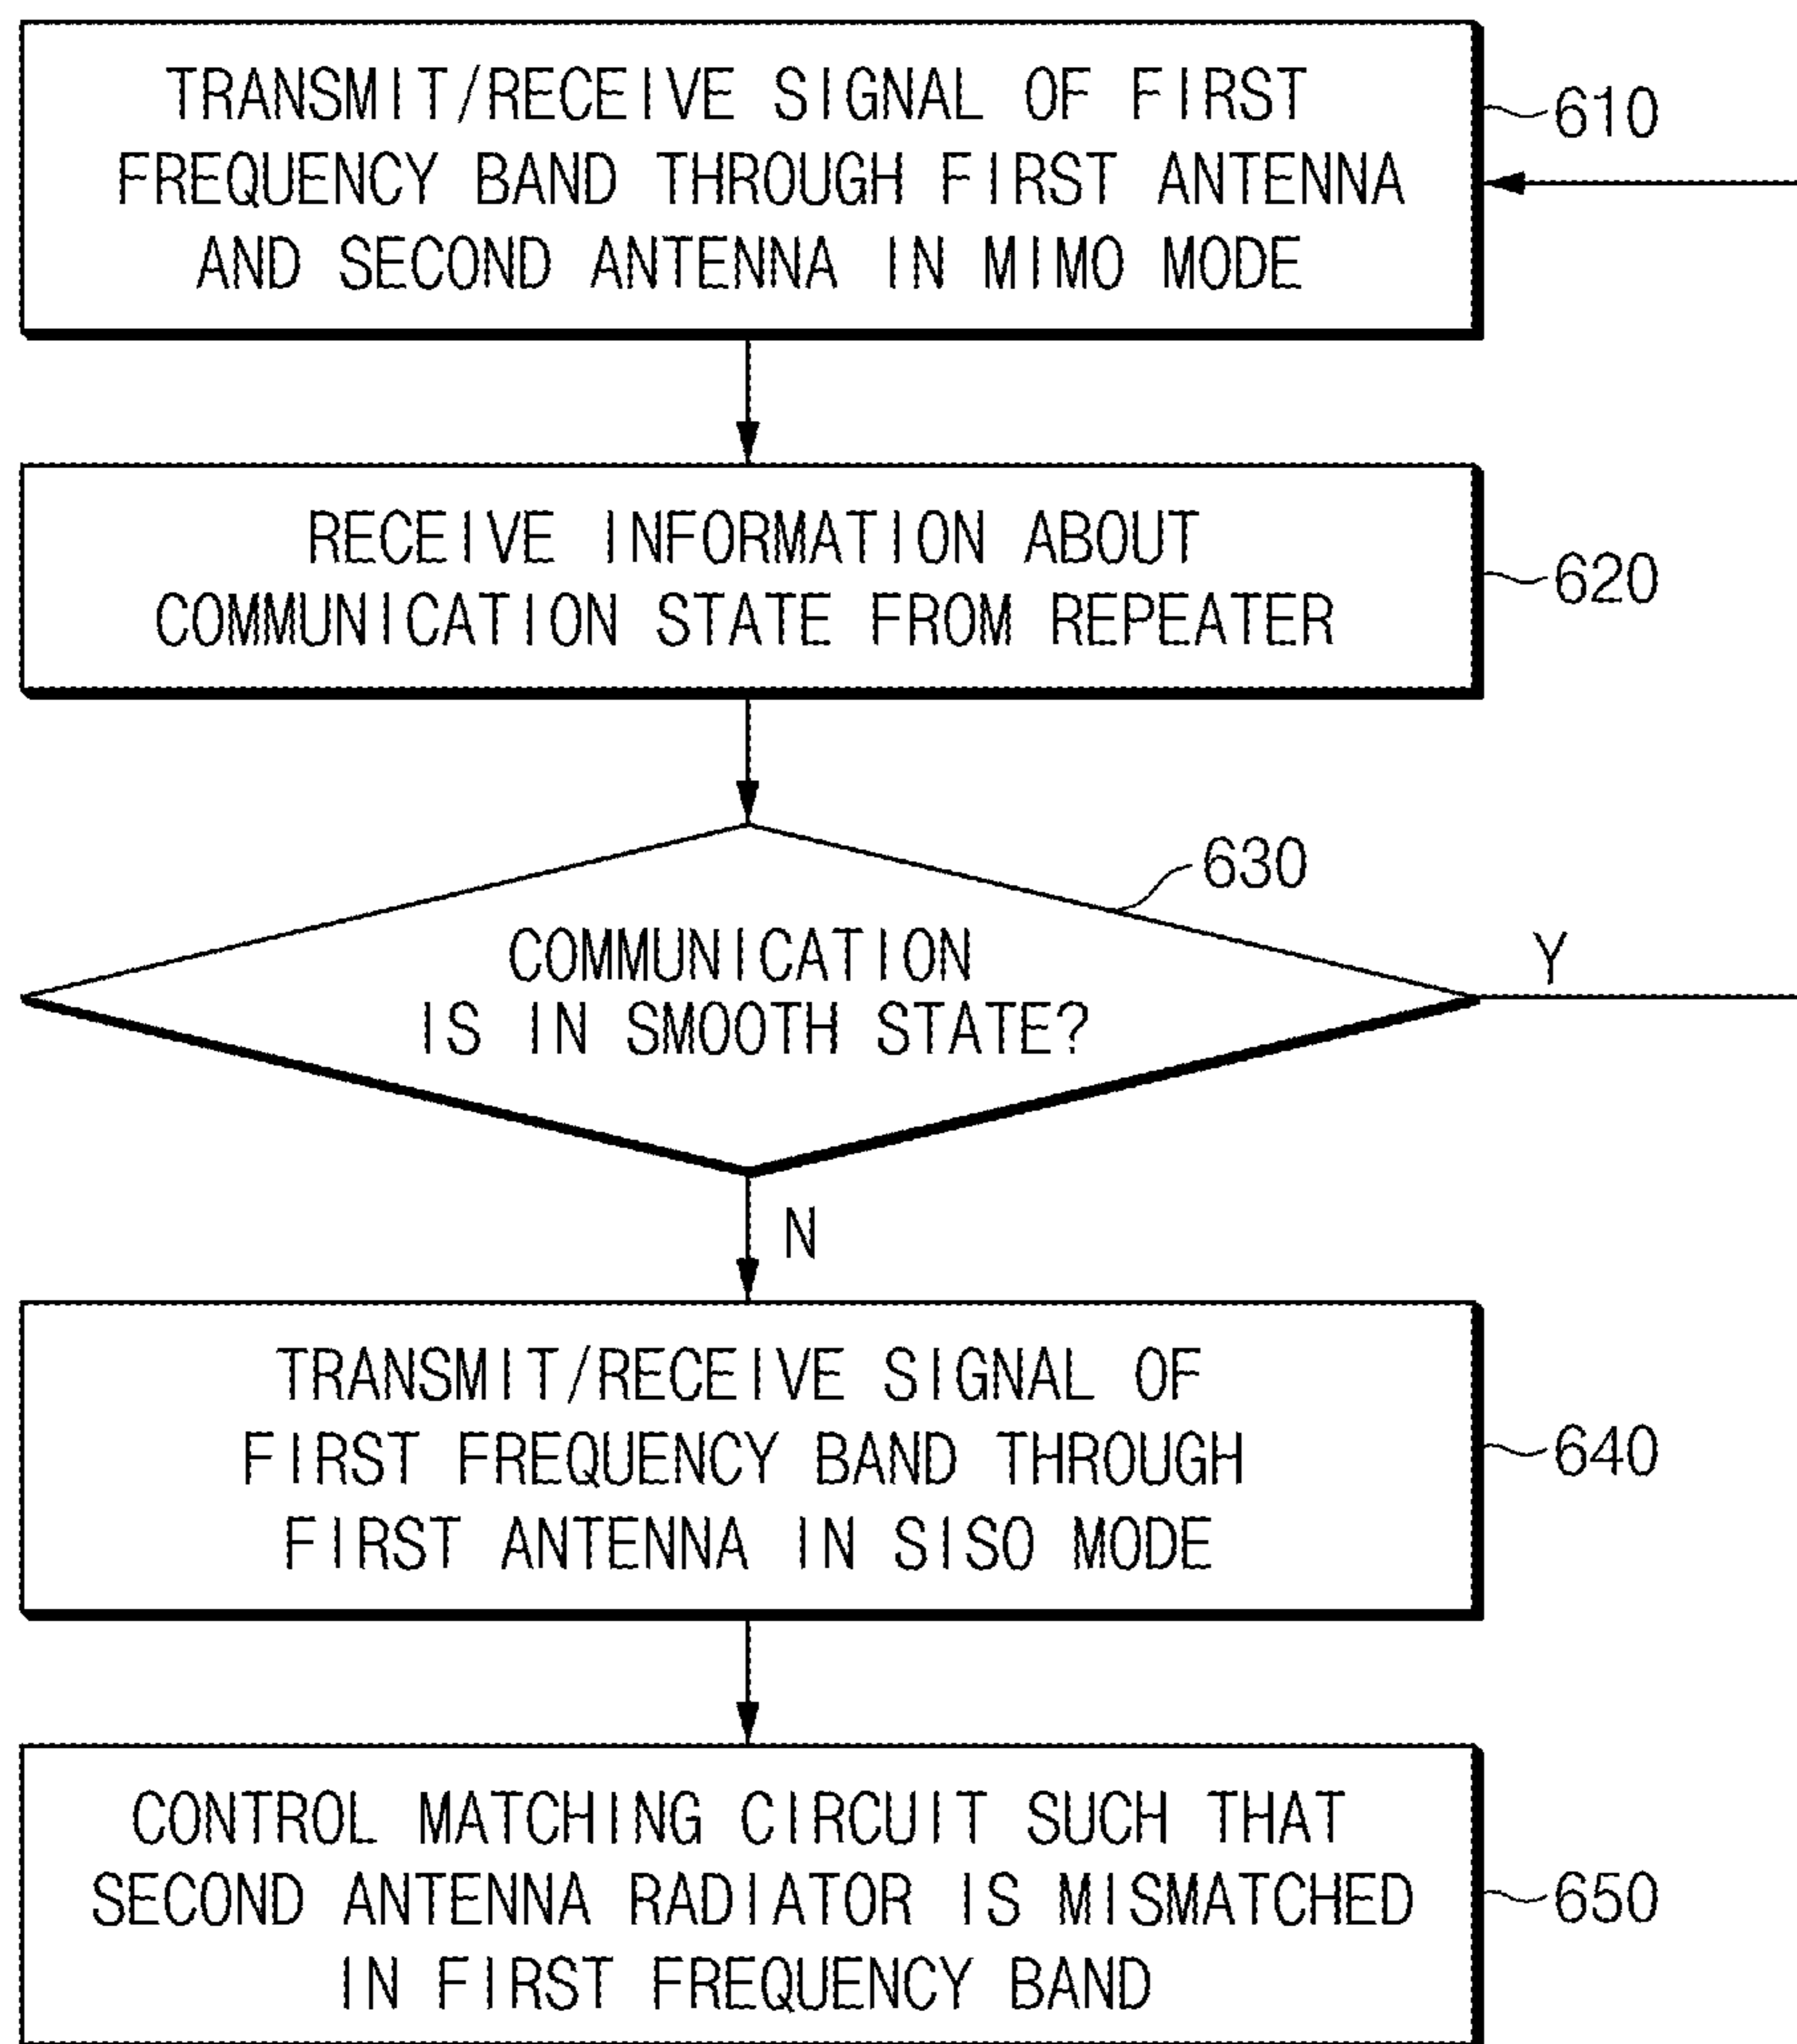 TRANSMIT/RECEIVE SIGNAL OF FIRST
FREQUENCY BAND THROUGH FIRST ANTENNA
AND SECOND ANTENNA IN MIMO MODE
610
RECEIVE INFORMATION ABOUT
COMMUNICATION STATE FROM REPEATER
620
630
COMMUNICATION
IS IN SMOOTH STATE?
Y
N
TRANSMIT/RECEIVE SIGNAL OF
FIRST FREQUENCY BAND THROUGH
FIRST ANTENNA IN SISO MODE
640
CONTROL MATCHING CIRCUIT SUCH THAT
SECOND ANTENNA RADIATOR IS MISMATCHED
IN FIRST FREQUENCY BAND
650